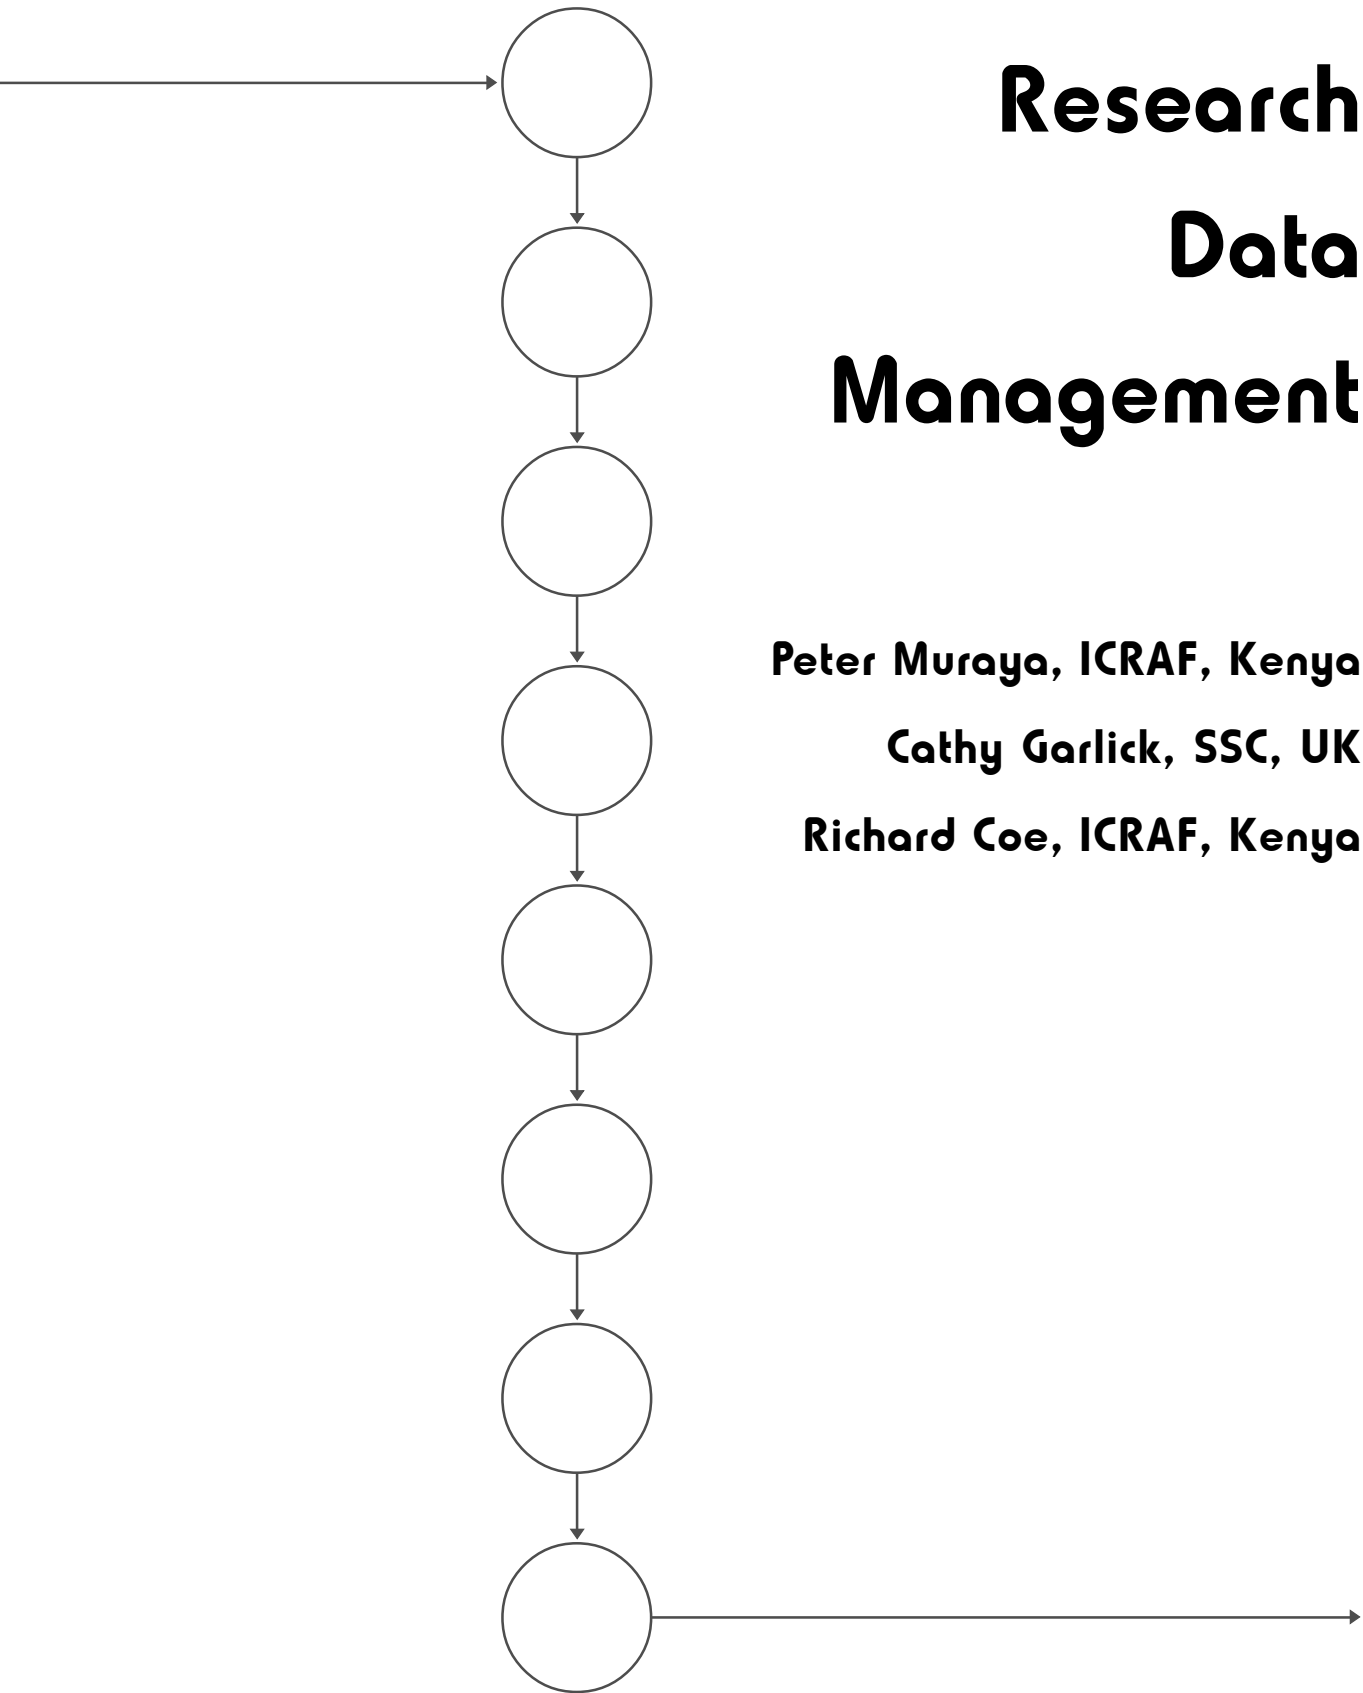 Research
Data
Management
Peter Muraya, ICRAF, Kenya
Cathy Garlick, SSC, UK
Richard Coe, ICRAF, Kenya